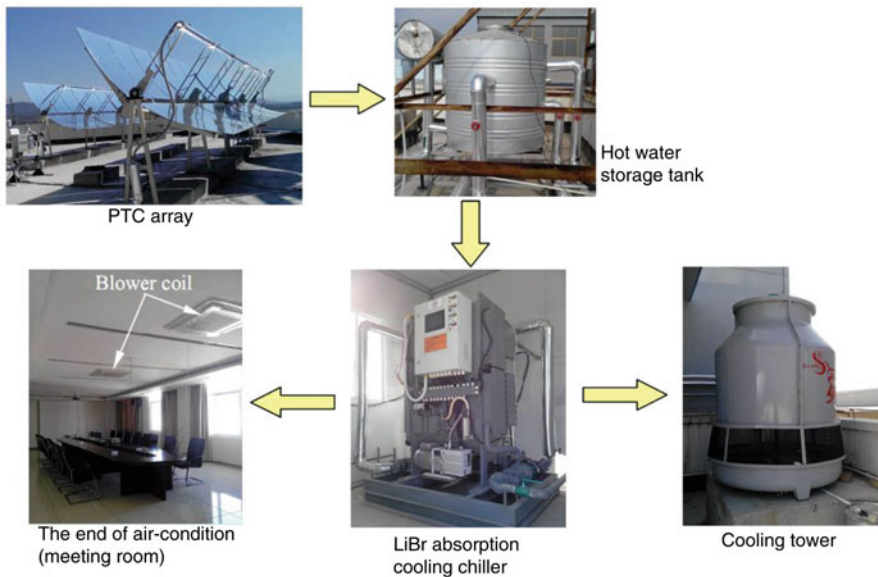 PTC array
Hot water
storage tank
Blower coil
The end of air-condition
(meeting room)
LiBr absorption
cooling chiller
Cooling tower